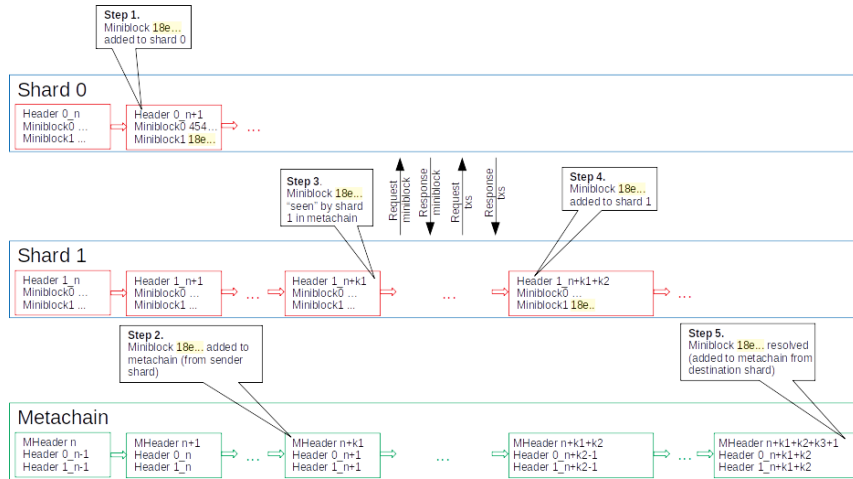 Step 1.
Miniblock 18e...
added to shard 0
Shard 0
Header 0_n
Miniblock0 ...
Miniblock1 ...
Header 0_n+1
Miniblock0 454...
Miniblock1 18e...
...
Step 3.
Miniblock 18e...
“seen” by shard
1 in metachain
Request
miniblock
Response
miniblock
Request
txs
Response
txs
Step 4.
Miniblock 18e...
added to shard 1
Shard 1
Header 1_n
Miniblock0 ...
Miniblock1 ...
Header 1_n+1
Miniblock0 ...
Miniblock1 ...
...
Header 1_n+k1
Miniblock0 ...
Miniblock1 ...
...
Header 1_n+k1+k2
Miniblock0 ...
Miniblock1 18e..
...
Step 2.
Miniblock 18e... added to
metachain (from sender
shard)
Step 5.
Miniblock 18e... resolved
(added to metachain from
destination shard)
Metachain
MHeader n
Header 0_n-1
Header 1_n-1
MHeader n+1
Header 0_n
Header 1_n
...
MHeader n+k1
Header 0_n+1
Header 1_n+1
...
MHeader n+k1+k2
Header 0_n+k2-1
Header 1_n+k2-1
...
MHeader n+k1+k2+k3+1
Header 0_n+k1+k2
Header 1_n+k1+k2